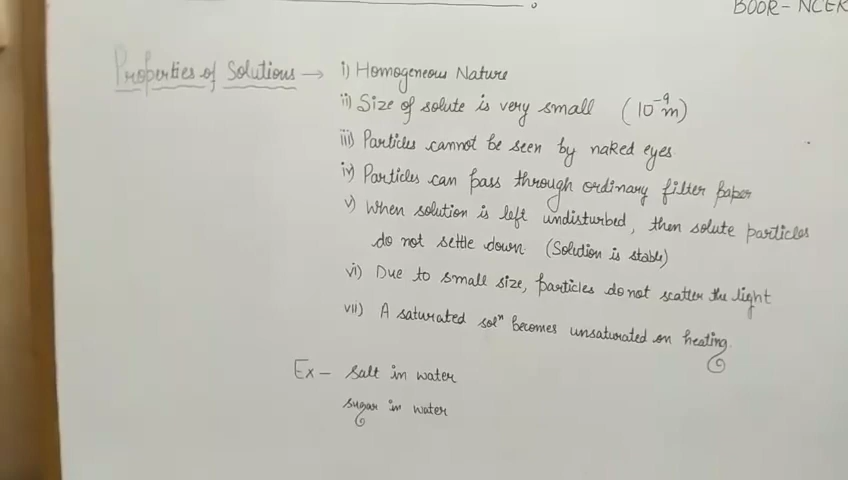 BOOR - NCER
Properties of Solutions → i) Homogeneous Nature
ii) Size of solute is very small (10⁻⁹m)
iii) Particles cannot be seen by naked eyes.
iv) Particles can pass through ordinary filter paper
v) When solution is left undisturbed, then solute particles
do not settle down. (Solution is stable)
vi) Due to small size, particles do not scatter the light
vii) A saturated solⁿ becomes unsaturated on heating.
Ex - Salt in water
sugar in water